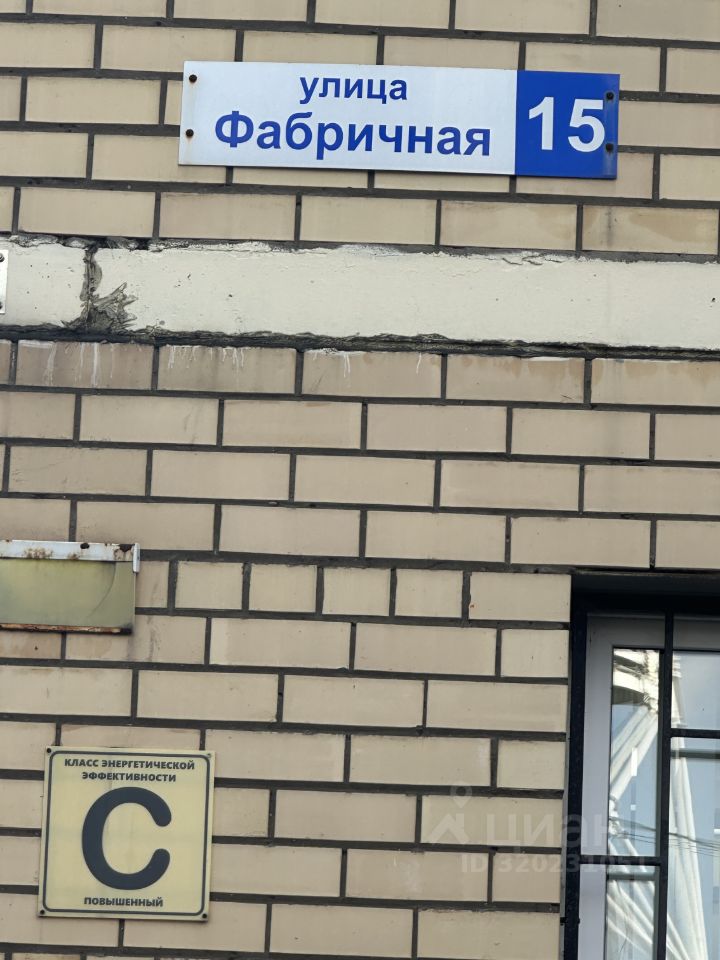 улица
Фабричная 15
КЛАСС ЭНЕРГЕТИЧЕСКОЙ
ЭФФЕКТИВНОСТИ
С
ПОВЫШЕННЫЙ
циан